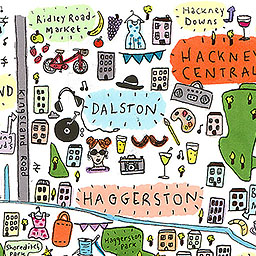 Ridley Road
Market
Hackney
Downs
HACKNEY
CENTRAL
ND
Kingsland Road
DALSTON
HAGGERSTON
Shoreditch
Park
Haggerston
Park